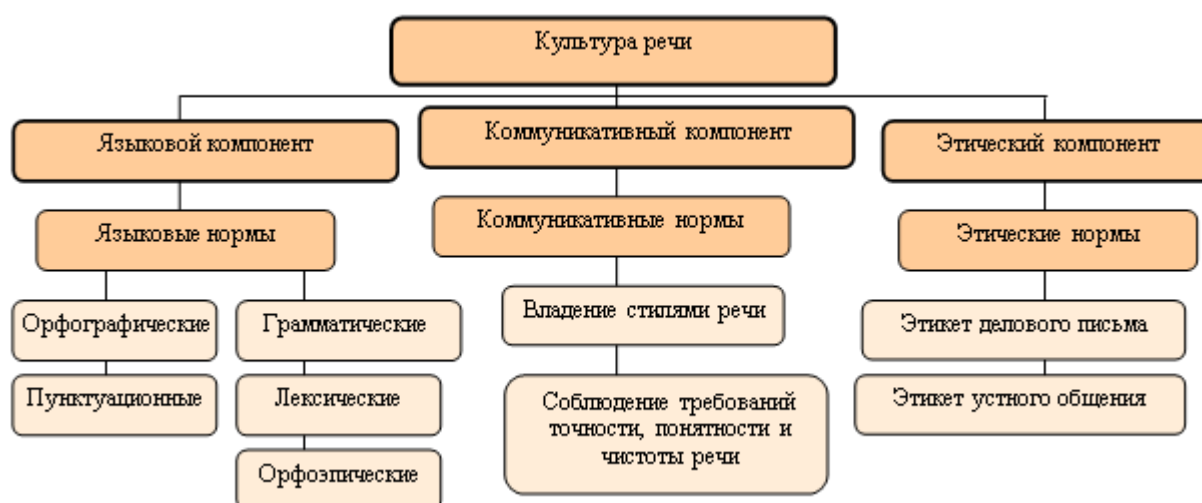 Культура речи
Языковой компонент
Коммуникативный компонент
Этический компонент
Языковые нормы
Коммуникативные нормы
Этические нормы
Орфографические
Грамматические
Владение стилями речи
Этикет делового письма
Пунктуационные
Лексические
Соблюдение требований
точности, понятности и
чистоты речи
Этикет устного общения
Орфоэпические